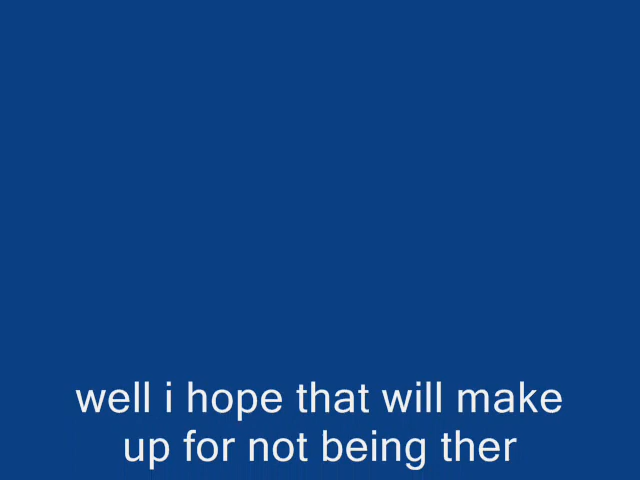 well i hope that will make
up for not being ther